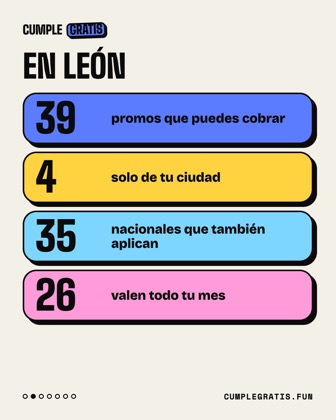 CUMPLE GRATIS
EN LEÓN
39 promos que puedes cobrar
4 solo de tu ciudad
35 nacionales que también
aplican
26 valen todo tu mes
CUMPLEGRATIS.FUN